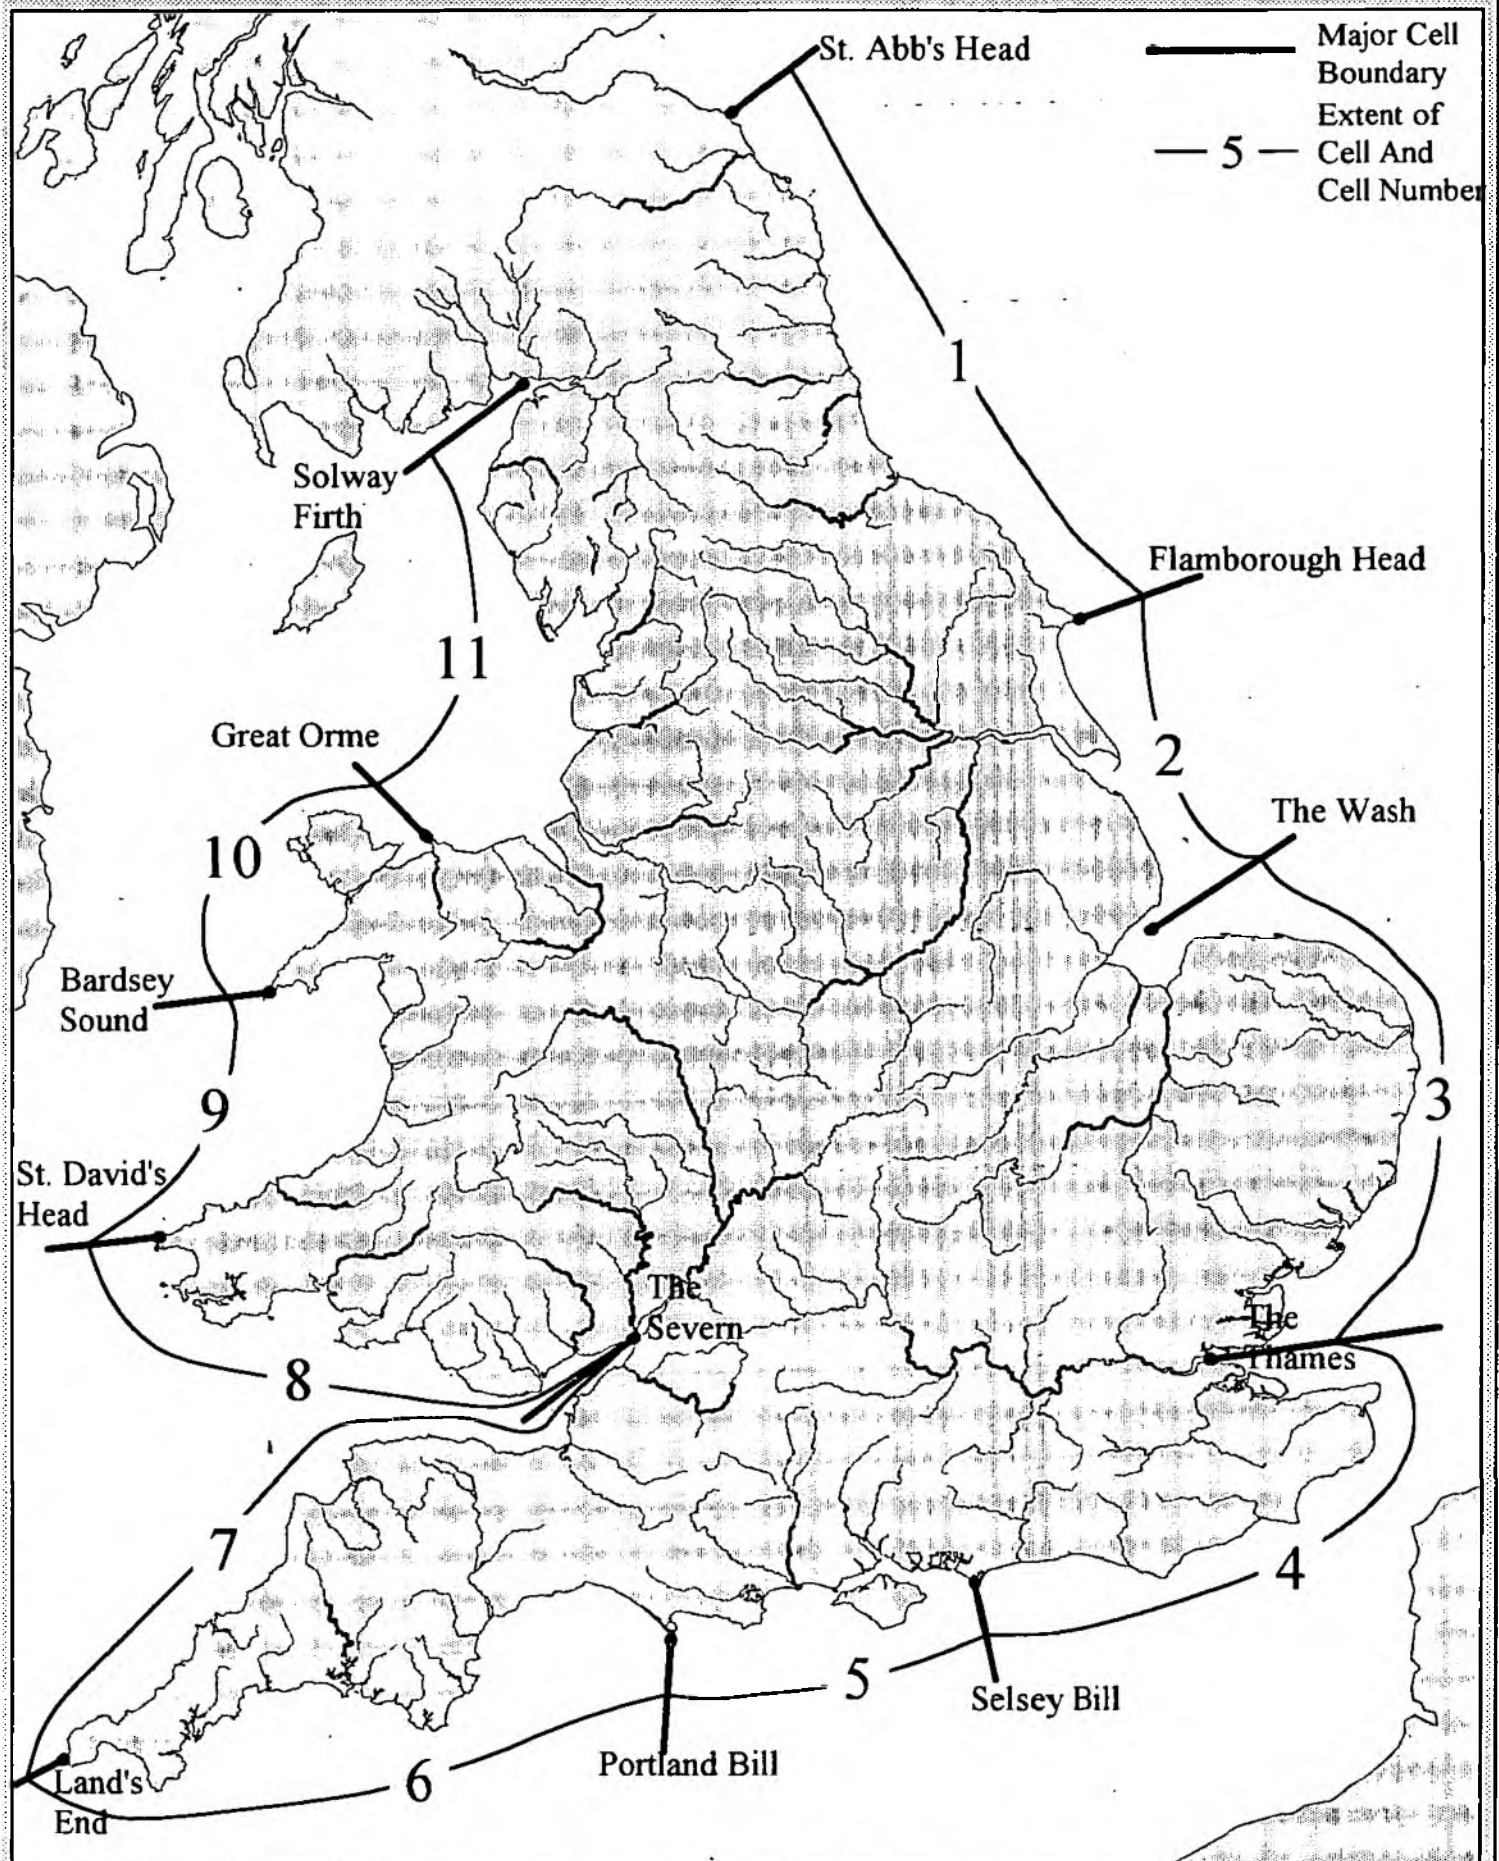 St. Abb's Head
Major Cell
Boundary
Extent of
5
Cell And
Cell Number
1
Solway
Firth
Flamborough Head
11
Great Orme
2
The Wash
10
Bardsey
Sound
9
3
St. David's
Head
The
Severn
The
Thames
8
7
4
5
Selsey Bill
Portland Bill
6
Land's
End